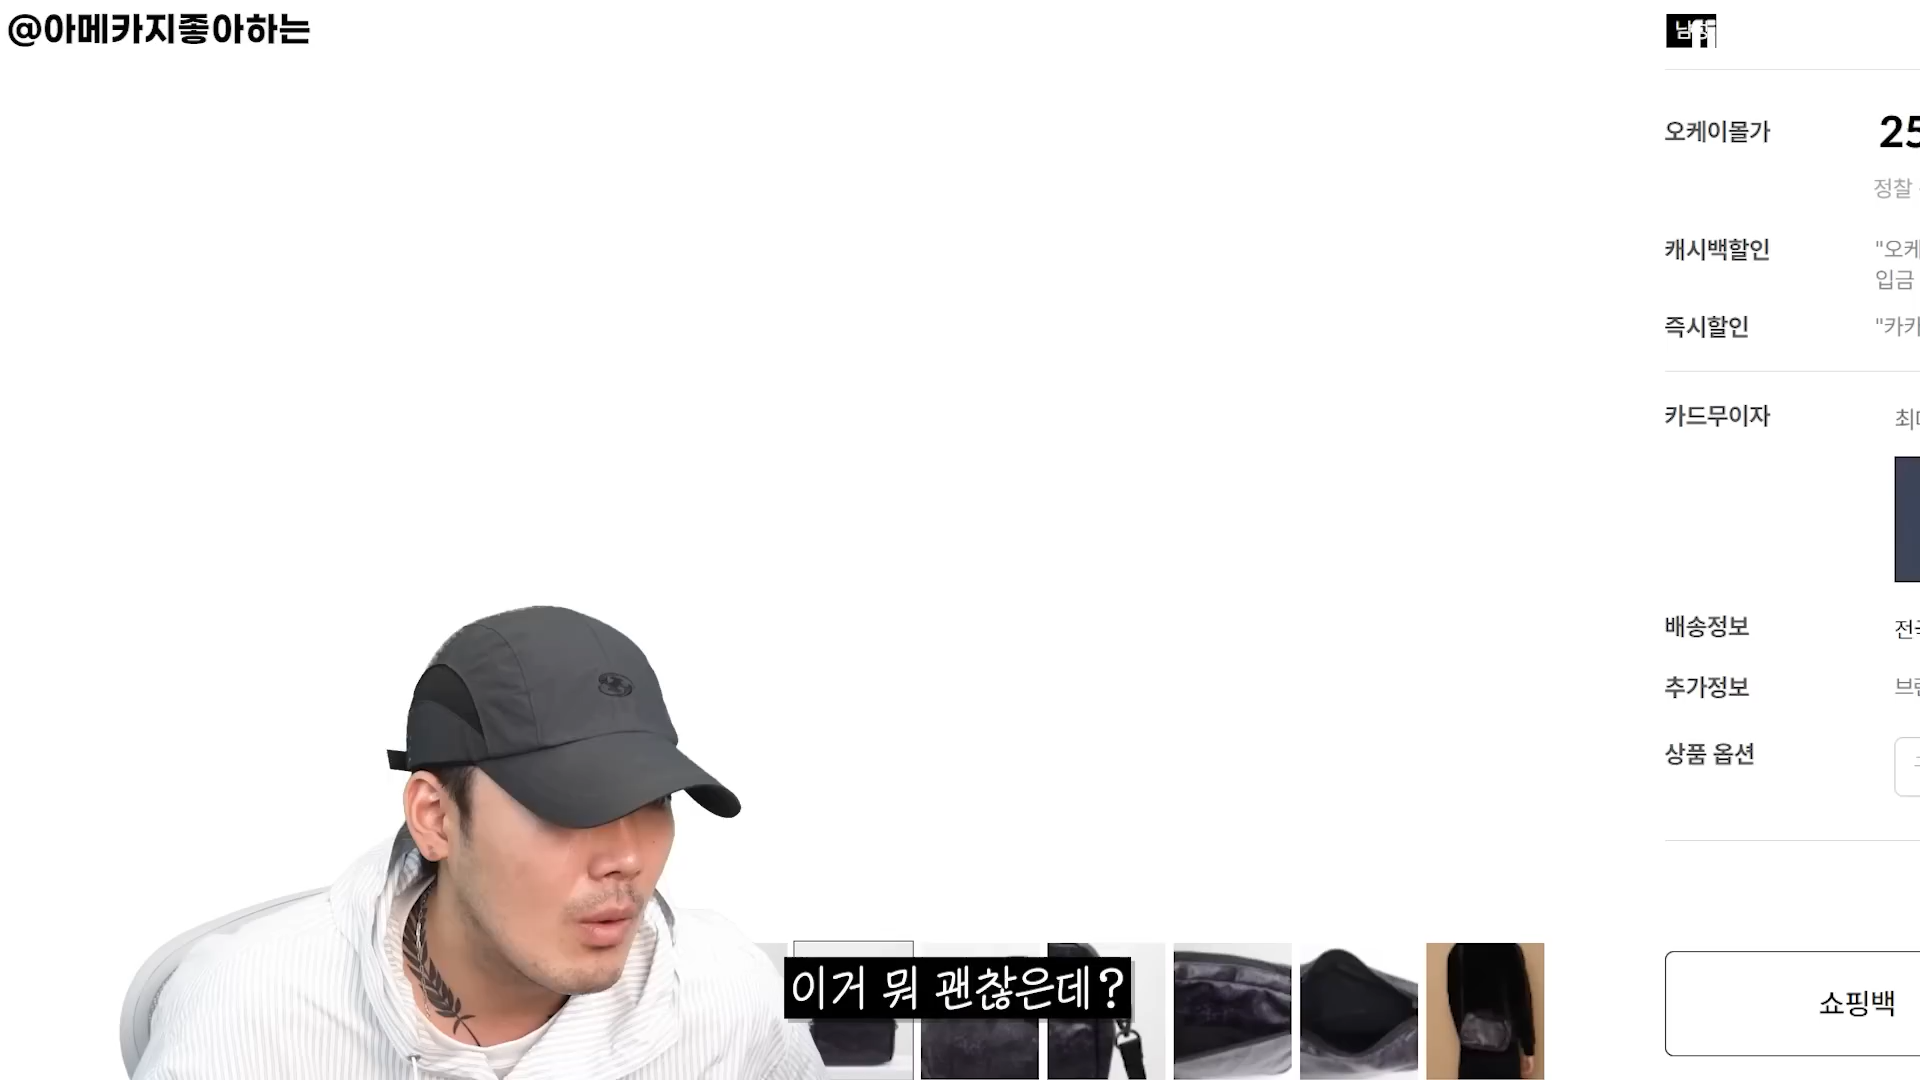 @아메카지좋아하는
오케이몰가
25
정찰
캐시백할인
"오케
입금
즉시할인
"카카
카드무이자
배송정보
추가정보
상품 옵션
이거 뭐 괜찮은데?
쇼핑백